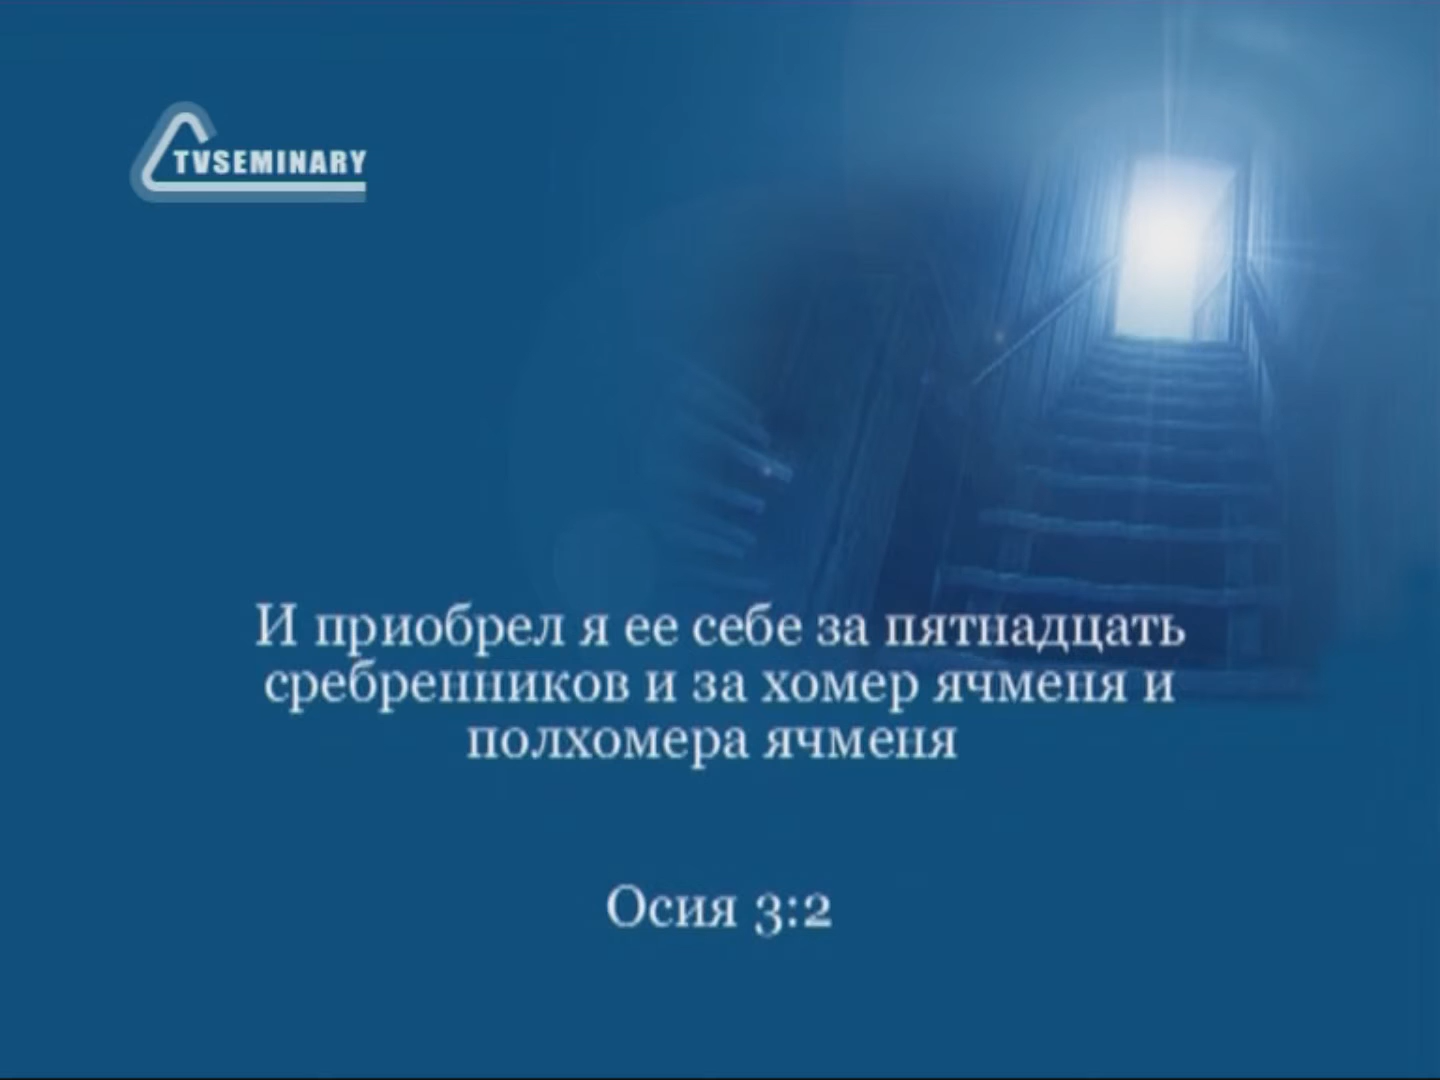 TVSEMINARY
И приобрел я ее себе за пятнадцать
сребренников и за хомер ячменя и
полхомера ячменя
Осия 3:2